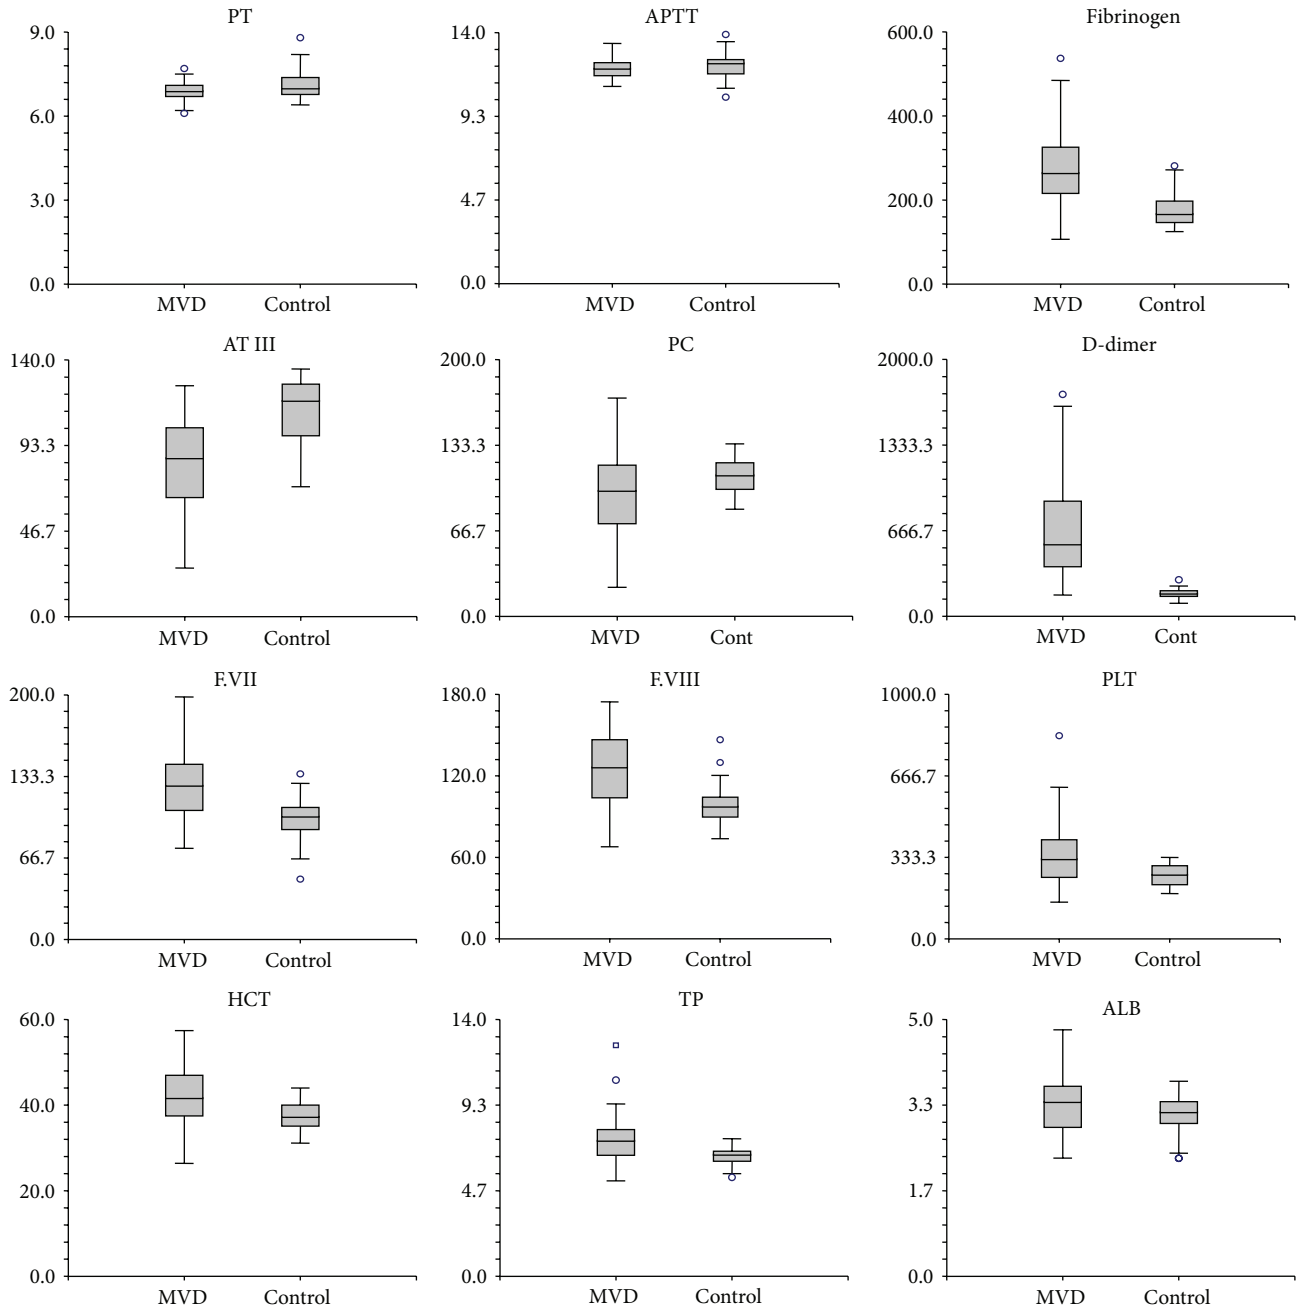 PT
9.0
6.0
3.0
0.0
MVD Control
APTT
14.0
9.3
4.7
0.0
MVD Control
Fibrinogen
600.0
400.0
200.0
0.0
MVD Control
AT III
140.0
93.3
46.7
0.0
MVD Control
PC
200.0
133.3
66.7
0.0
MVD Cont
D-dimer
2000.0
1333.3
666.7
0.0
MVD Cont
F.VII
200.0
133.3
66.7
0.0
MVD Control
F.VIII
180.0
120.0
60.0
0.0
MVD Control
PLT
1000.0
666.7
333.3
0.0
MVD Control
HCT
60.0
40.0
20.0
0.0
MVD Control
TP
14.0
9.3
4.7
0.0
MVD Control
ALB
5.0
3.3
1.7
0.0
MVD Control